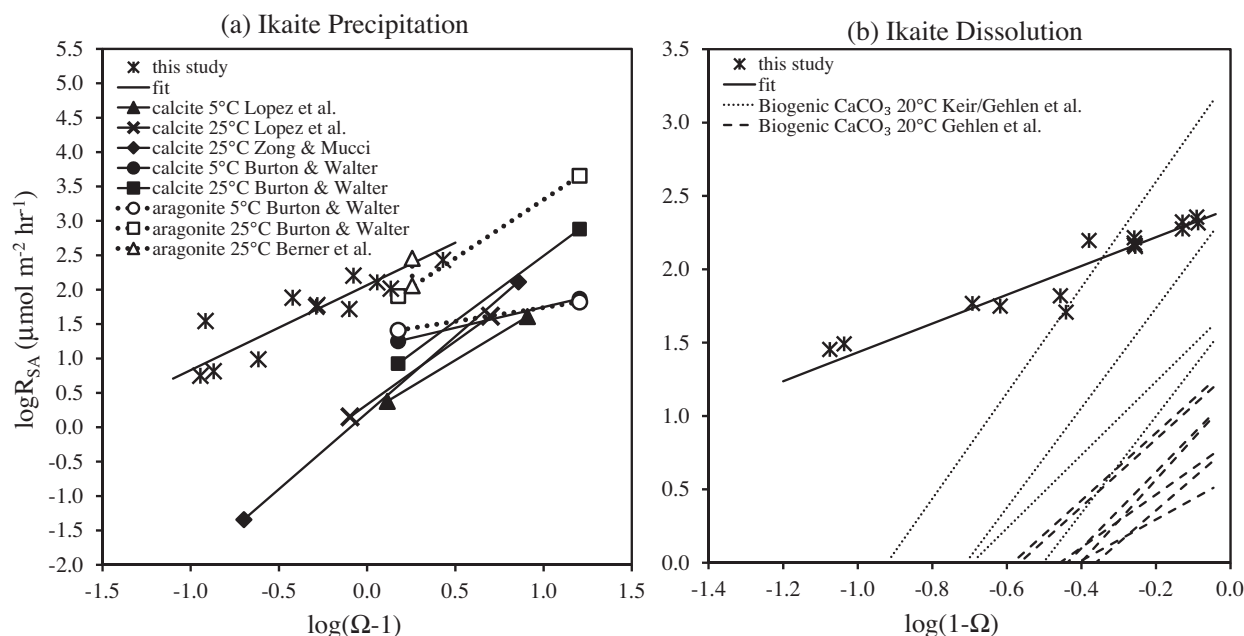 (a) Ikaite Precipitation
5.5
5.0
4.5
4.0
3.5
3.0
2.5
2.0
1.5
1.0
0.5
0.0
-0.5
-1.0
-1.5
-2.0
logR_SA (µmol m⁻² hr⁻¹)
this study
fit
calcite 5°C Lopez et al.
calcite 25°C Lopez et al.
calcite 25°C Zong & Mucci
calcite 5°C Burton & Walter
calcite 25°C Burton & Walter
aragonite 5°C Burton & Walter
aragonite 25°C Burton & Walter
aragonite 25°C Berner et al.
-1.5 -1.0 -0.5 0.0 0.5 1.0 1.5
log(Ω-1)
(b) Ikaite Dissolution
3.5
3.0
2.5
2.0
1.5
1.0
0.5
0.0
this study
fit
Biogenic CaCO₃ 20°C Keir/Gehlen et al.
Biogenic CaCO₃ 20°C Gehlen et al.
-1.4 -1.2 -1.0 -0.8 -0.6 -0.4 -0.2 -0.0
log(1-Ω)